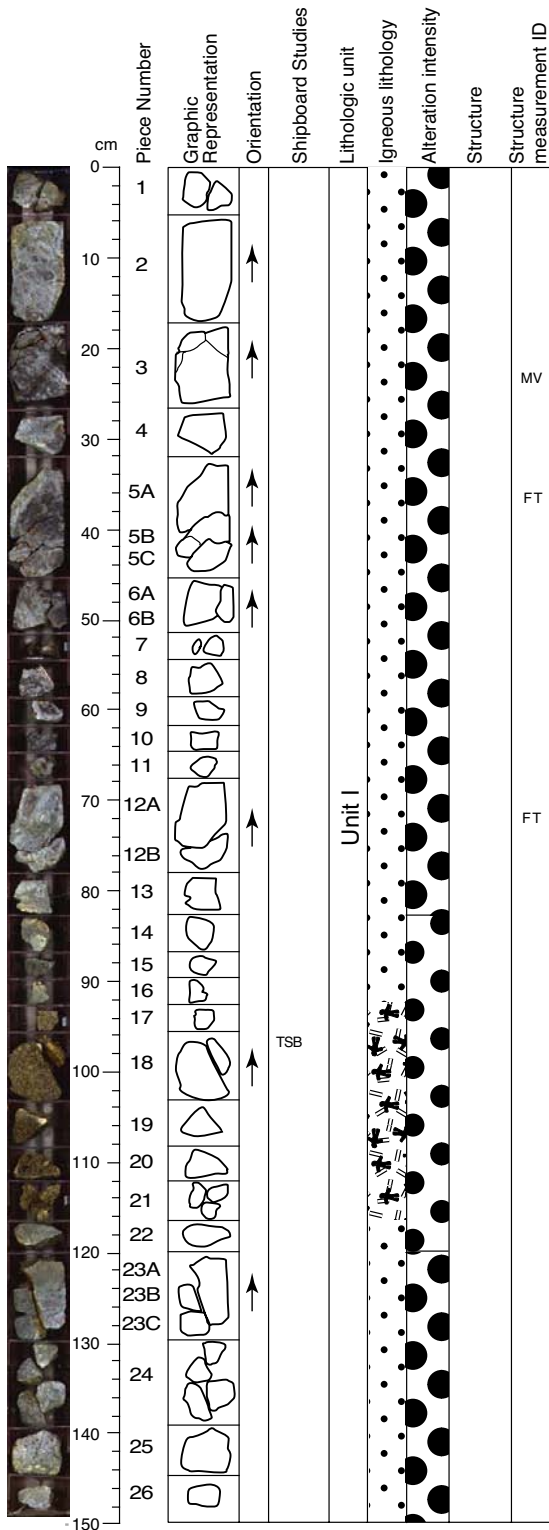 cm
Piece Number
Graphic
Representation
Orientation
Shipboard Studies
Lithologic unit
Igneous lithology
Alteration intensity
Structure
Structure
measurement ID
0
1
10
2
20
3
MV
30
4
5A
FT
40
5B
5C
6A
50
6B
7
8
60
9
10
11
70
12A
FT
12B
Unit I
80
13
14
15
90
16
17
TSB
100
18
19
110
20
21
22
120
23A
23B
23C
130
24
140
25
26
150